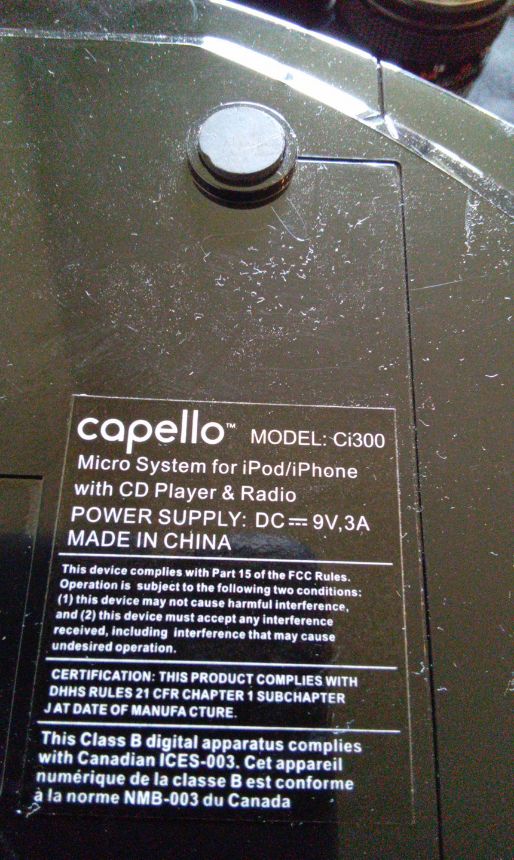 capello™ MODEL: Ci300
Micro System for iPod/iPhone
with CD Player & Radio
POWER SUPPLY: DC⎓9V,3A
MADE IN CHINA
This device complies with Part 15 of the FCC Rules.
Operation is subject to the following two conditions:
(1) this device may not cause harmful interference,
and (2) this device must accept any interference
received, including interference that may cause
undesired operation.
CERTIFICATION: THIS PRODUCT COMPLIES WITH
DHHS RULES 21 CFR CHAPTER 1 SUBCHAPTER
J AT DATE OF MANUFA CTURE.
This Class B digital apparatus complies
with Canadian ICES-003. Cet appareil
numérique de la classe B est conforme
à la norme NMB-003 du Canada